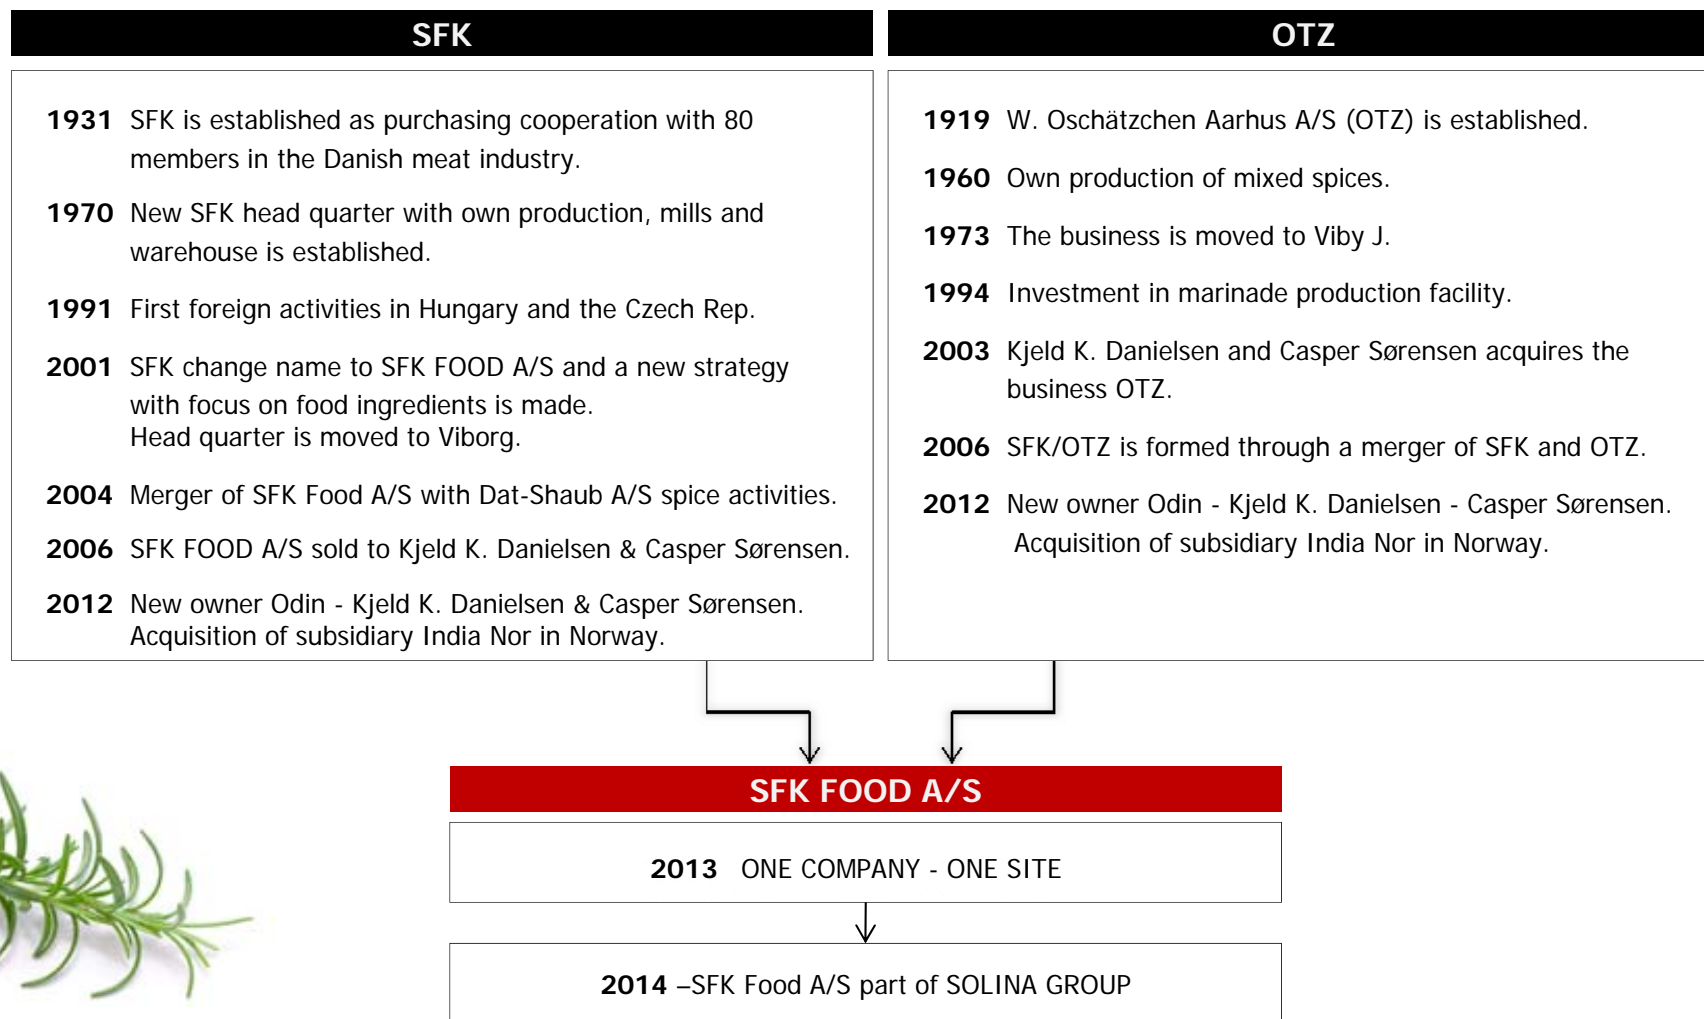 SFK
1931 SFK is established as purchasing cooperation with 80
members in the Danish meat industry.
1970 New SFK head quarter with own production, mills and
warehouse is established.
1991 First foreign activities in Hungary and the Czech Rep.
2001 SFK change name to SFK FOOD A/S and a new strategy
with focus on food ingredients is made.
Head quarter is moved to Viborg.
2004 Merger of SFK Food A/S with Dat-Shaub A/S spice activities.
2006 SFK FOOD A/S sold to Kjeld K. Danielsen & Casper Sørensen.
2012 New owner Odin - Kjeld K. Danielsen & Casper Sørensen.
Acquisition of subsidiary India Nor in Norway.
OTZ
1919 W. Oschätzchen Aarhus A/S (OTZ) is established.
1960 Own production of mixed spices.
1973 The business is moved to Viby J.
1994 Investment in marinade production facility.
2003 Kjeld K. Danielsen and Casper Sørensen acquires the
business OTZ.
2006 SFK/OTZ is formed through a merger of SFK and OTZ.
2012 New owner Odin - Kjeld K. Danielsen - Casper Sørensen.
Acquisition of subsidiary India Nor in Norway.
SFK FOOD A/S
2013 ONE COMPANY - ONE SITE
2014 –SFK Food A/S part of SOLINA GROUP